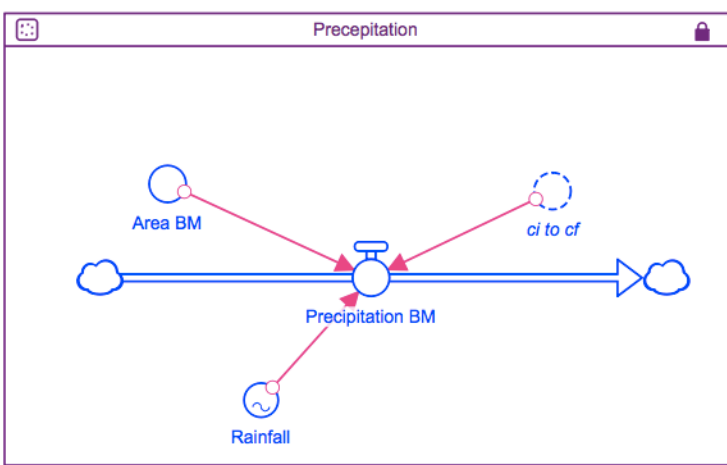 Precepitation
Area BM
ci to cf
Precipitation BM
Rainfall